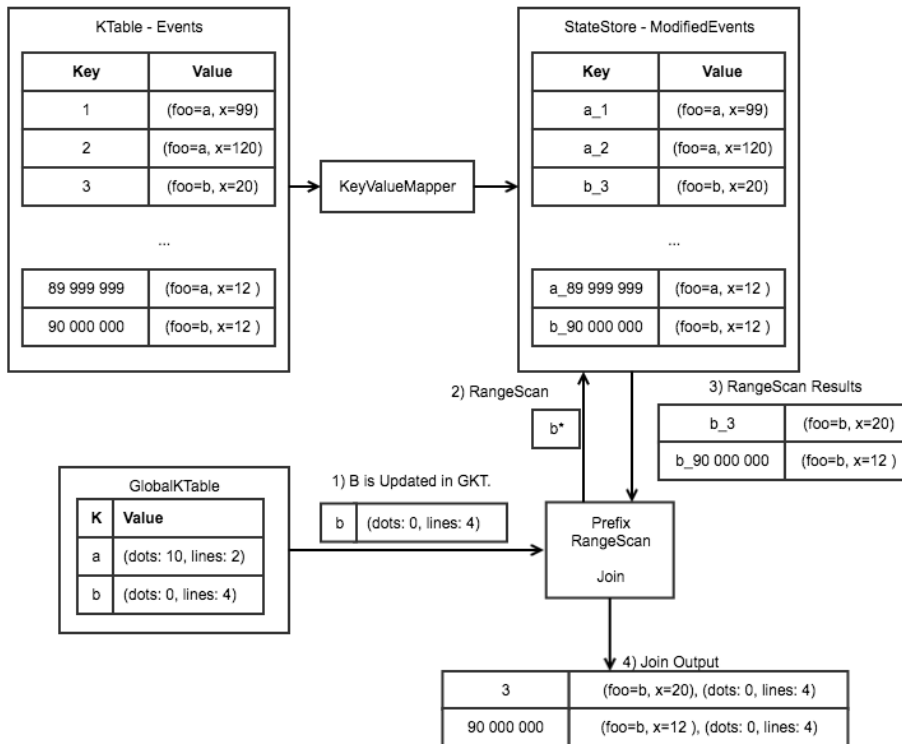 KTable - Events
Key Value
1 (foo=a, x=99)
2 (foo=a, x=120)
3 (foo=b, x=20)
...
89 999 999 (foo=a, x=12 )
90 000 000 (foo=b, x=12 )
KeyValueMapper
StateStore - ModifiedEvents
Key Value
a_1 (foo=a, x=99)
a_2 (foo=a, x=120)
b_3 (foo=b, x=20)
...
a_89 999 999 (foo=a, x=12 )
b_90 000 000 (foo=b, x=12 )
2) RangeScan
b*
3) RangeScan Results
b_3 (foo=b, x=20)
b_90 000 000 (foo=b, x=12 )
GlobalKTable
K Value
a (dots: 10, lines: 2)
b (dots: 0, lines: 4)
1) B is Updated in GKT.
b (dots: 0, lines: 4)
Prefix
RangeScan
Join
4) Join Output
3 (foo=b, x=20), (dots: 0, lines: 4)
90 000 000 (foo=b, x=12 ), (dots: 0, lines: 4)